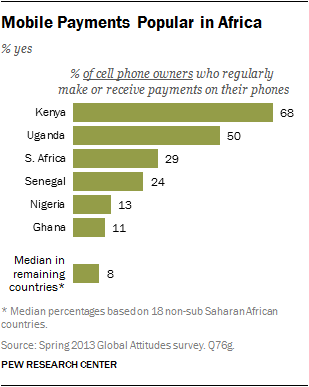 Mobile Payments Popular in Africa
% yes
% of cell phone owners who regularly
make or receive payments on their phones
Kenya 68
Uganda 50
S. Africa 29
Senegal 24
Nigeria 13
Ghana 11
Median in
remaining
countries* 8
* Median percentages based on 18 non-sub Saharan African
countries.
Source: Spring 2013 Global Attitudes survey. Q76g.
PEW RESEARCH CENTER